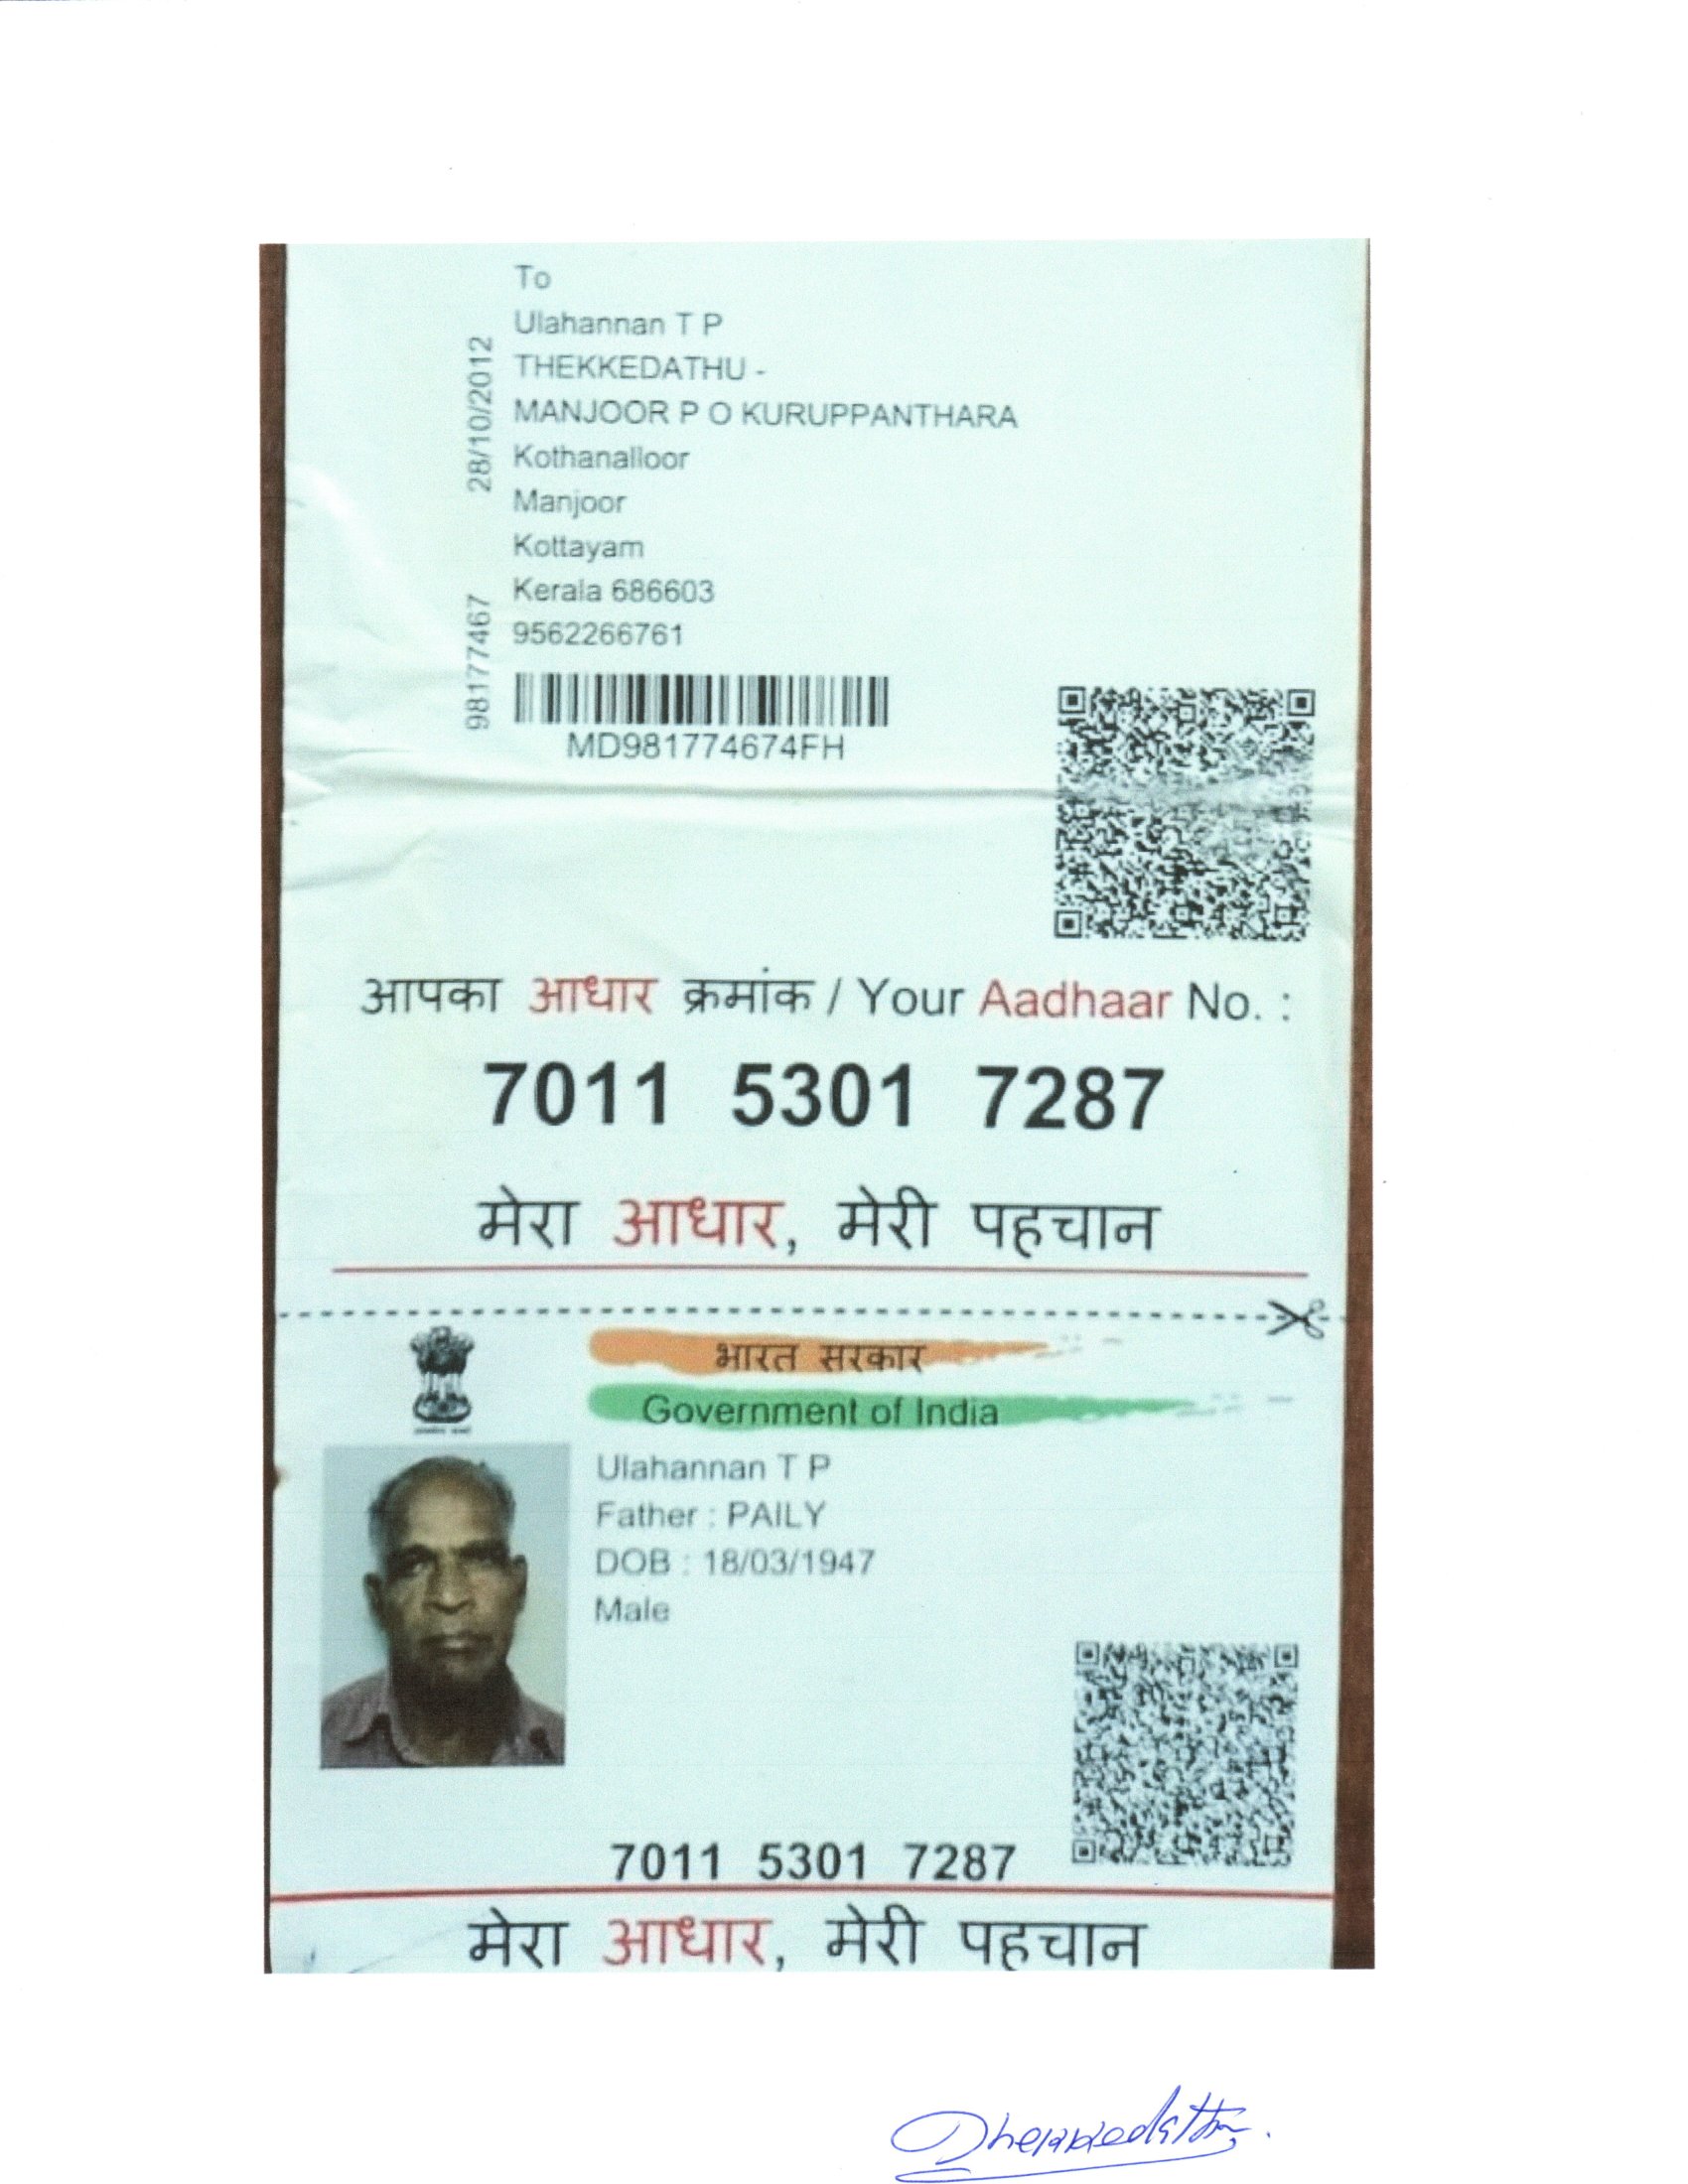 To
Ulahannan T P
THEKKEDATHU -
MANJOOR P O KURUPPANTHARA
Kothanalloor
Manjoor
Kottayam
Kerala 686603
9562266761
28/10/2012
98177467
MD981774674FH
आपका आधार क्रमांक / Your Aadhaar No. :
7011 5301 7287
मेरा आधार, मेरी पहचान
भारत सरकार
Government of India
Ulahannan T P
Father : PAILY
DOB : 18/03/1947
Male
7011 5301 7287
मेरा आधार, मेरी पहचान